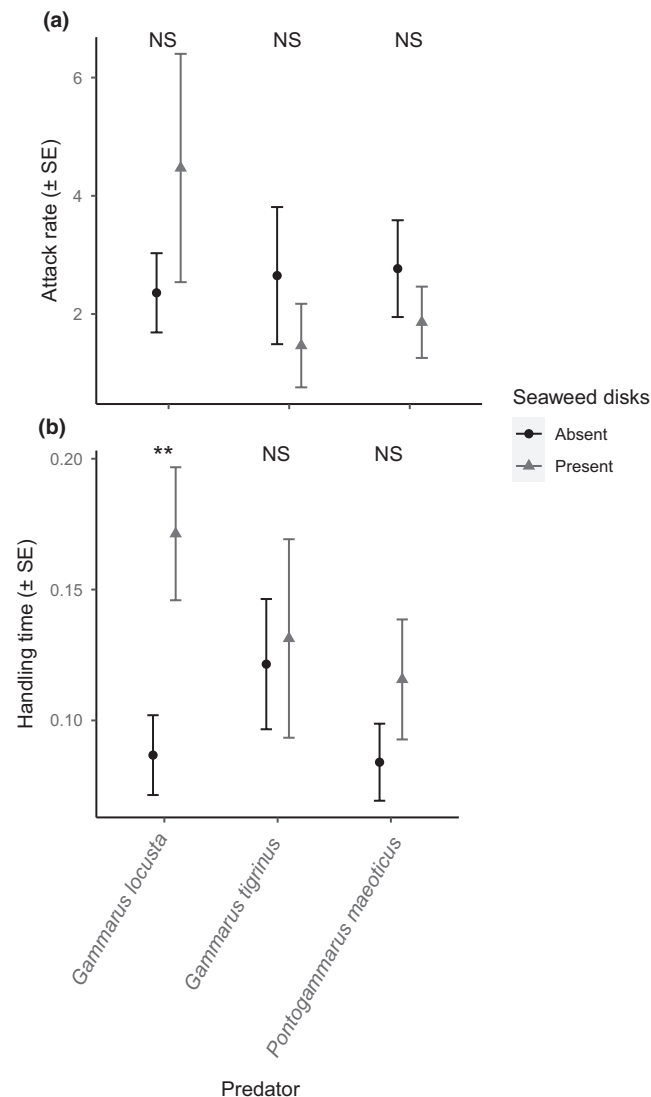 (a)
NS NS NS
6
4
2
Attack rate (± SE)
Seaweed disks
Absent
Present
(b)
** NS NS
0.20
0.15
0.10
Handling time (± SE)
Gammarus locusta
Gammarus tigrinus
Pontogammarus maeoticus
Predator